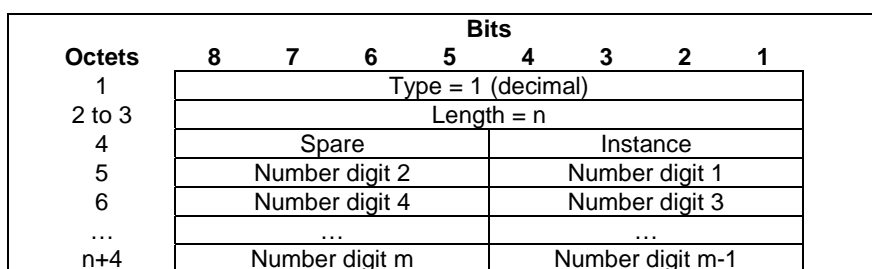 Bits
Octets 8 7 6 5 4 3 2 1
1 Type = 1 (decimal)
2 to 3 Length = n
4 Spare Instance
5 Number digit 2 Number digit 1
6 Number digit 4 Number digit 3
… … …
n+4 Number digit m Number digit m-1